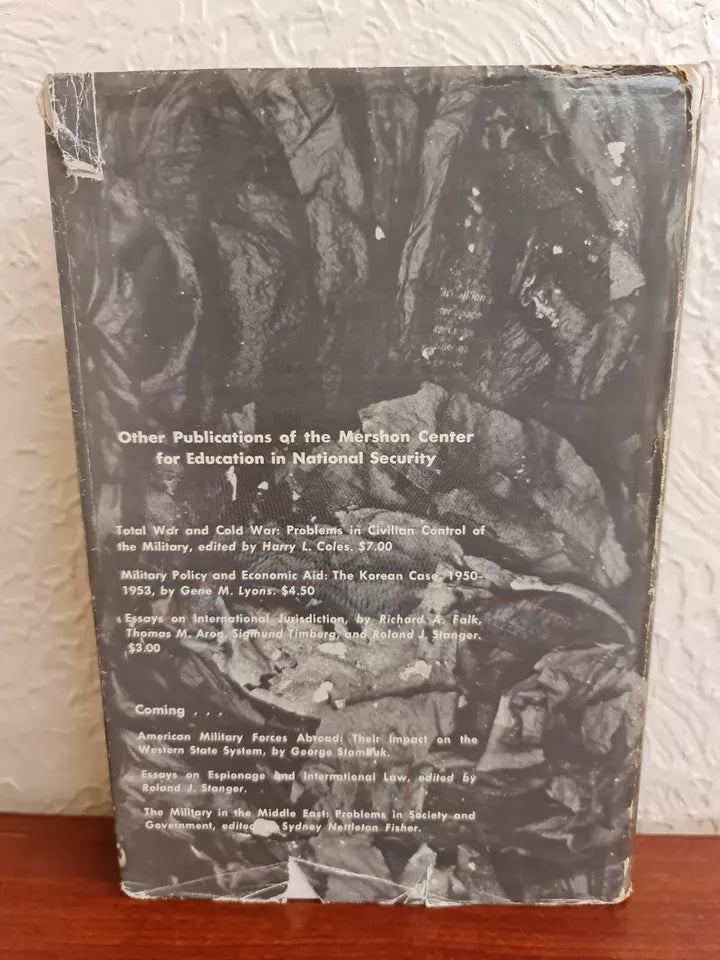 Other Publications of the Mershon Center
for Education in National Security
Total War and Cold War: Problems in Civilian Control of
the Military, edited by Harry L. Coles. $7.00
Military Policy and Economic Aid: The Korean Case, 1950-
1953, by Gene M. Lyons. $4.50
Essays on International Jurisdiction, by Richard A. Falk,
Thomas M. Aron, Sigmund Timberg, and Roland J. Stanger.
$3.00
Coming . . .
American Military Forces Abroad: Their Impact on the
Western State System, by George Stambuk.
Essays on Espionage and International Law, edited by
Roland J. Stanger.
The Military in the Middle East: Problems in Society and
Government, edite Sydney Nettleton Fisher.